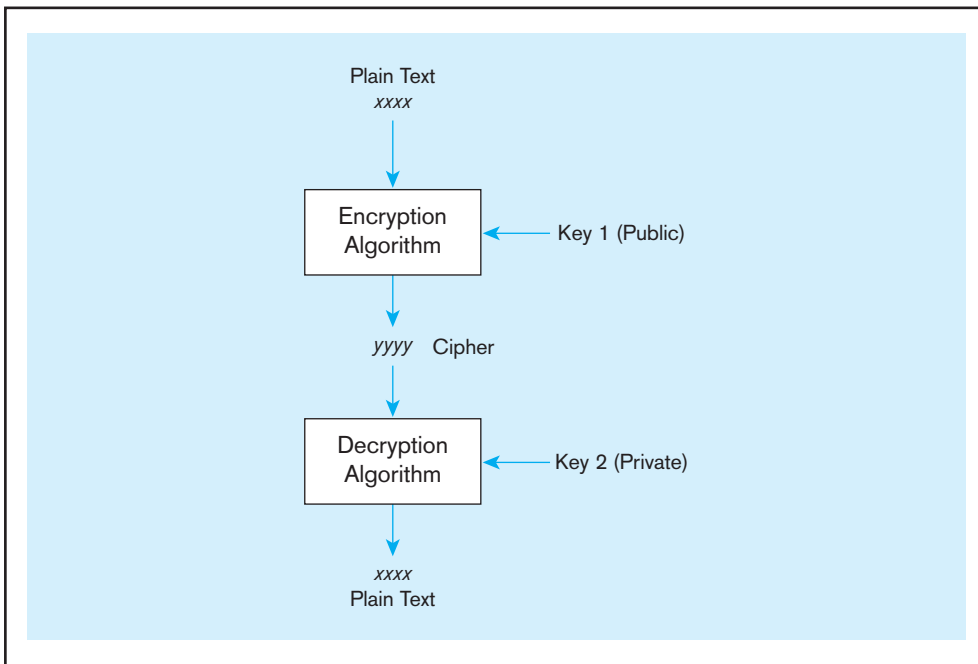 Plain Text
xxxx
Encryption
Algorithm
Key 1 (Public)
yyyy Cipher
Decryption
Algorithm
Key 2 (Private)
xxxx
Plain Text